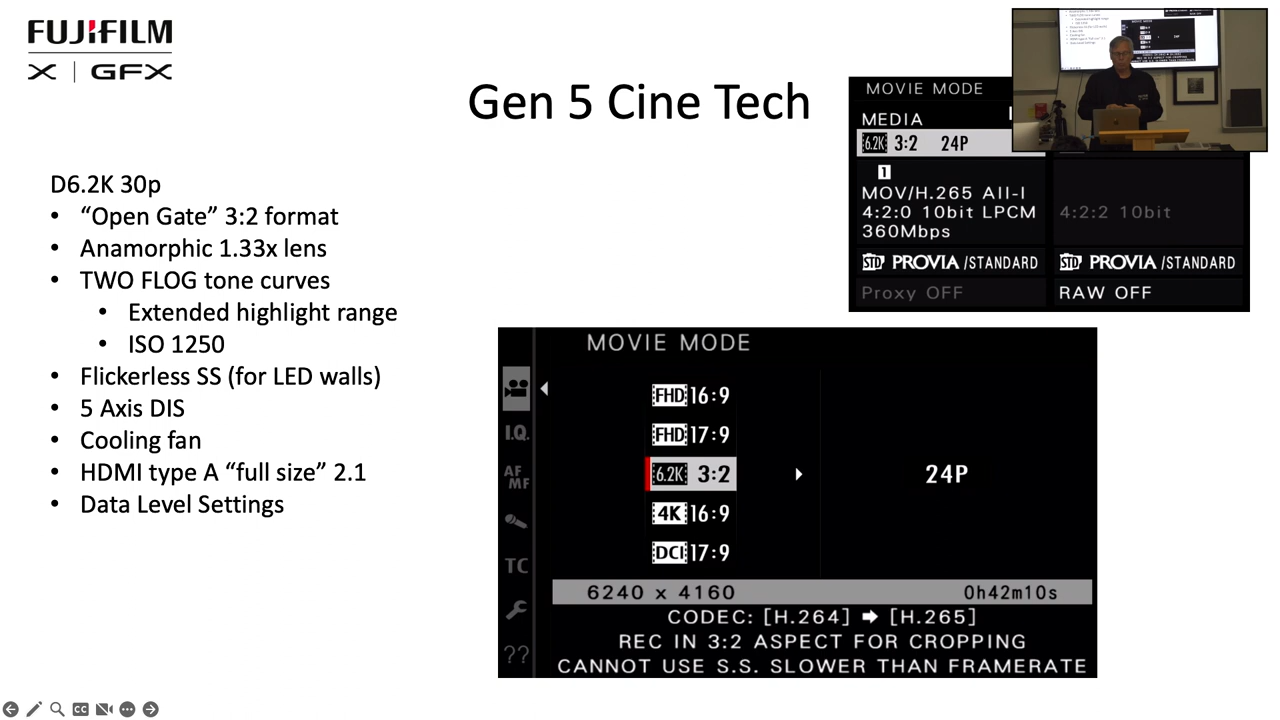 FUJIFILM
X | GFX
Gen 5 Cine Tech
D6.2K 30p
• “Open Gate” 3:2 format
• Anamorphic 1.33x lens
• TWO FLOG tone curves
• Extended highlight range
• ISO 1250
• Flickerless SS (for LED walls)
• 5 Axis DIS
• Cooling fan
• HDMI type A “full size” 2.1
• Data Level Settings
MOVIE MODE
MEDIA
6.2K 3:2 24P
1
MOV/H.265 All-I
4:2:0 10bit LPCM
360Mbps
4:2:2 10bit
STD PROVIA/STANDARD
STD PROVIA/STANDARD
Proxy OFF
RAW OFF
MOVIE MODE
I.Q.
AF
MF
TC
??
FHD 16:9
FHD 17:9
6.2K 3:2
24P
4K 16:9
DCI 17:9
6240 x 4160 0h42m10s
CODEC: [H.264] ➡ [H.265]
REC IN 3:2 ASPECT FOR CROPPING
CANNOT USE S.S. SLOWER THAN FRAMERATE
CC